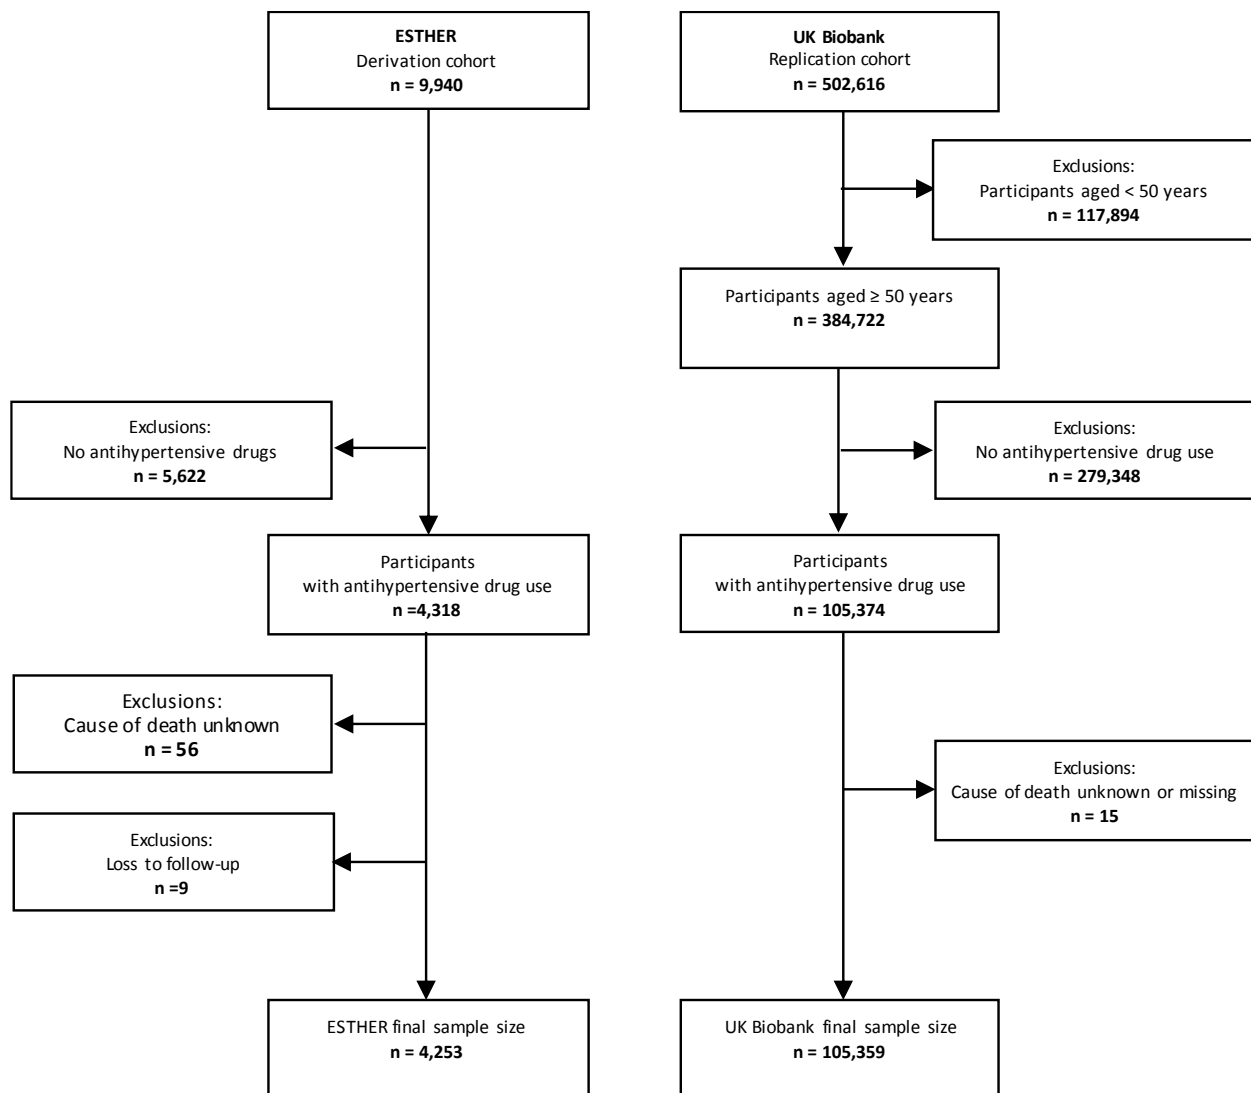 ESTHER
Derivation cohort
n = 9,940
UK Biobank
Replication cohort
n = 502,616
Exclusions:
Participants aged < 50 years
n = 117,894
Participants aged ≥ 50 years
n = 384,722
Exclusions:
No antihypertensive drugs
n = 5,622
Exclusions:
No antihypertensive drug use
n = 279,348
Participants
with antihypertensive drug use
n =4,318
Participants
with antihypertensive drug use
n = 105,374
Exclusions:
Cause of death unknown
n = 56
Exclusions:
Cause of death unknown or missing
n = 15
Exclusions:
Loss to follow-up
n =9
ESTHER final sample size
n = 4,253
UK Biobank final sample size
n = 105,359